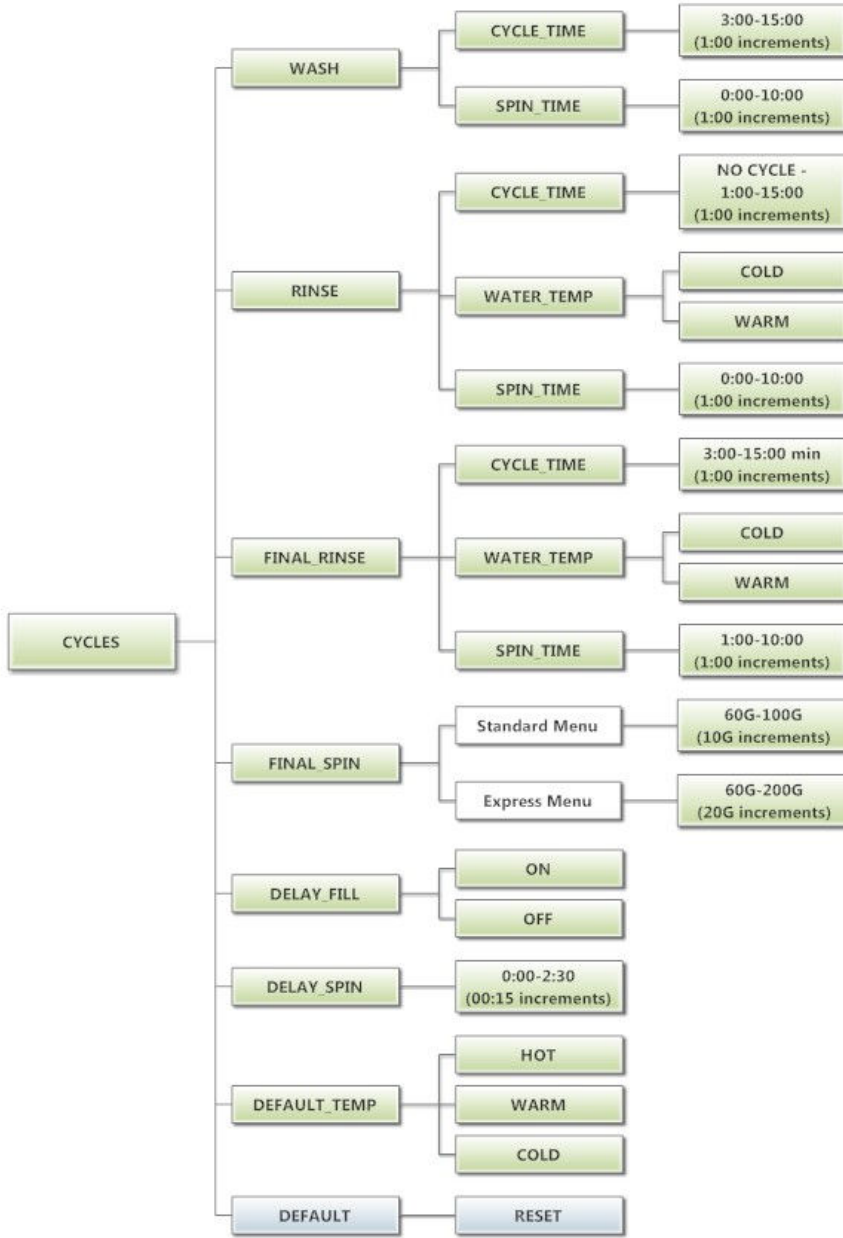 CYCLES
WASH
CYCLE_TIME
3:00-15:00
(1:00 increments)
SPIN_TIME
0:00-10:00
(1:00 increments)
RINSE
CYCLE_TIME
NO CYCLE -
1:00-15:00
(1:00 increments)
WATER_TEMP
COLD
WARM
SPIN_TIME
0:00-10:00
(1:00 increments)
FINAL_RINSE
CYCLE_TIME
3:00-15:00 min
(1:00 increments)
WATER_TEMP
COLD
WARM
SPIN_TIME
1:00-10:00
(1:00 increments)
FINAL_SPIN
Standard Menu
60G-100G
(10G increments)
Express Menu
60G-200G
(20G increments)
DELAY_FILL
ON
OFF
DELAY_SPIN
0:00-2:30
(00:15 increments)
DEFAULT_TEMP
HOT
WARM
COLD
DEFAULT
RESET